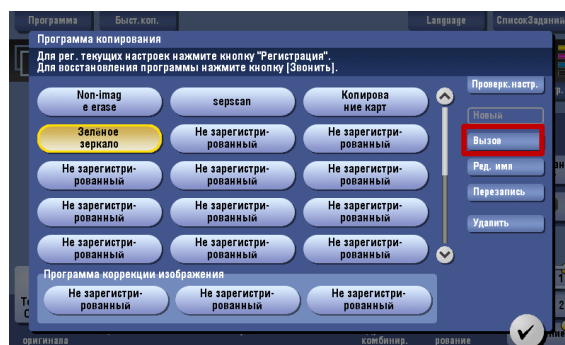 Программа Быст.коп. Language СписокЗаданий
Программа копирования
Для рег. текущих настроек нажмите кнопку "Регистрация".
Для восстановления программы нажмите кнопку [Звонить].
Проверк.настр.
Non-imag
e erase
sepscan
Копирова
ние карт
Новый
Зелёное
зеркало
Не зарегистри-
рованный
Не зарегистри-
рованный
Вызов
Не зарегистри-
рованный
Не зарегистри-
рованный
Не зарегистри-
рованный
Ред. имя
Не зарегистри-
рованный
Не зарегистри-
рованный
Не зарегистри-
рованный
Перезапись
Не зарегистри-
рованный
Не зарегистри-
рованный
Не зарегистри-
рованный
Удалить
Программа коррекции изображения
Не зарегистри-
рованный
Не зарегистри-
рованный
Не зарегистри-
рованный
оригинала комбинир. рование